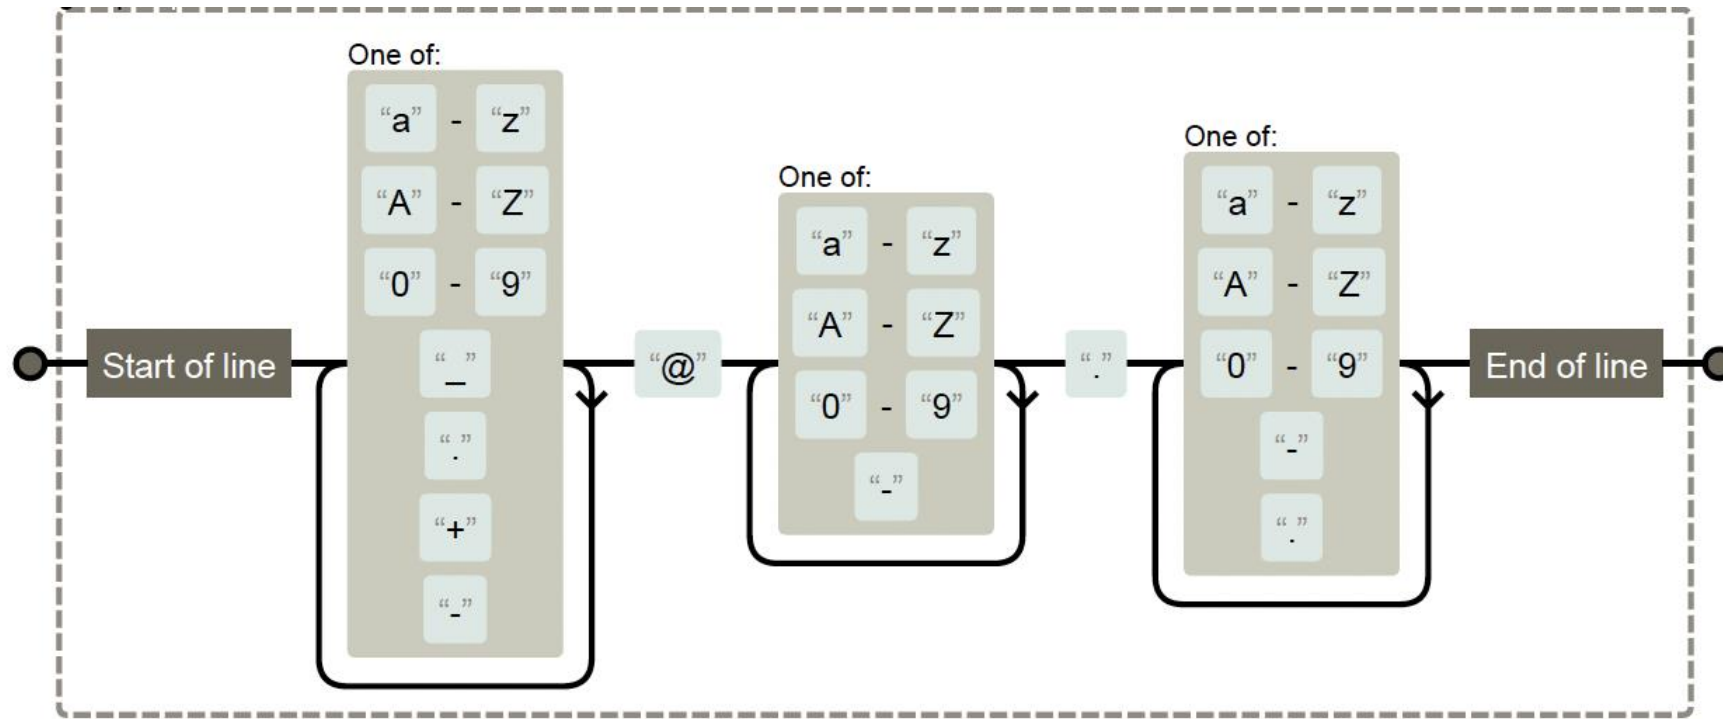 One of:
“a” - “z”
“A” - “Z”
“0” - “9”
“_”
“.”
“+”
“-”
One of:
“a” - “z”
“A” - “Z”
“0” - “9”
“-”
One of:
“a” - “z”
“A” - “Z”
“0” - “9”
“-”
“.”
Start of line
“@”
“.”
End of line